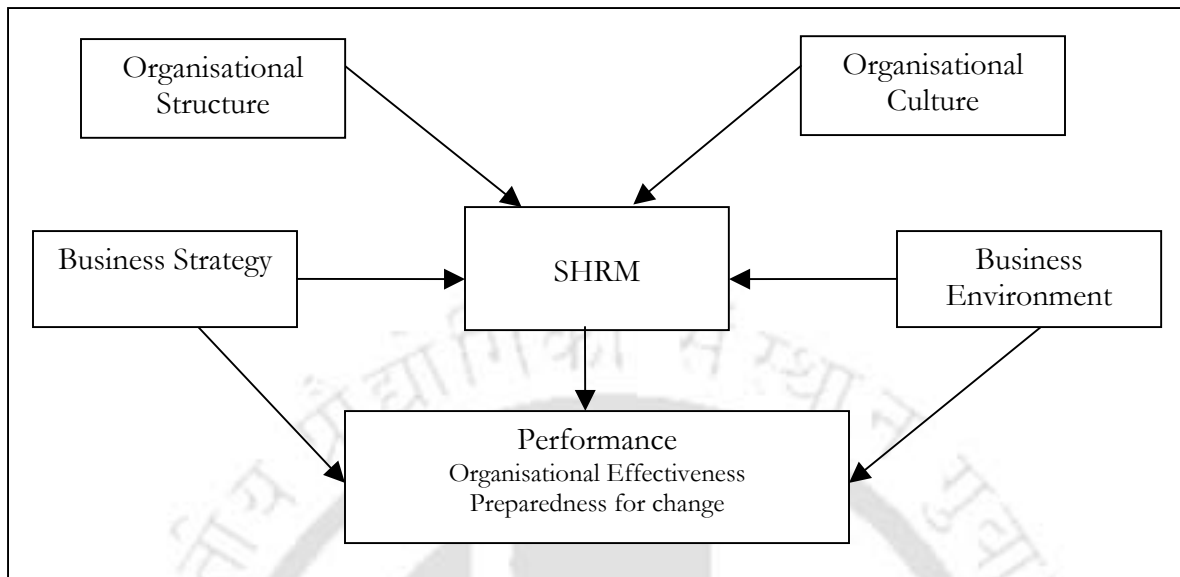 Organisational
Structure
Organisational
Culture
Business Strategy
SHRM
Business
Environment
Performance
Organisational Effectiveness
Preparedness for change